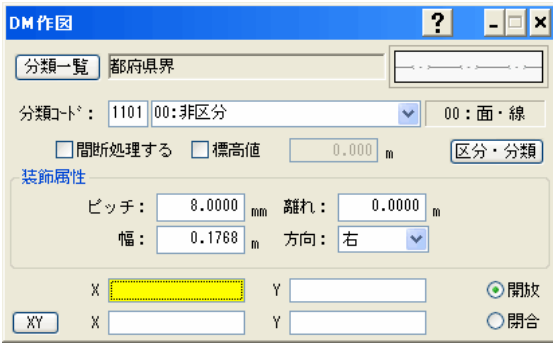 DM作図 ?
分類一覧 都府県界
分類コード： 1101 00:非区分 00：面・線
間断処理する 標高値 0.000 m 区分・分類
装飾属性
ピッチ： 8.0000 mm 離れ： 0.0000 m
幅： 0.1768 m 方向： 右
X Y 開放
XY X Y 閉合